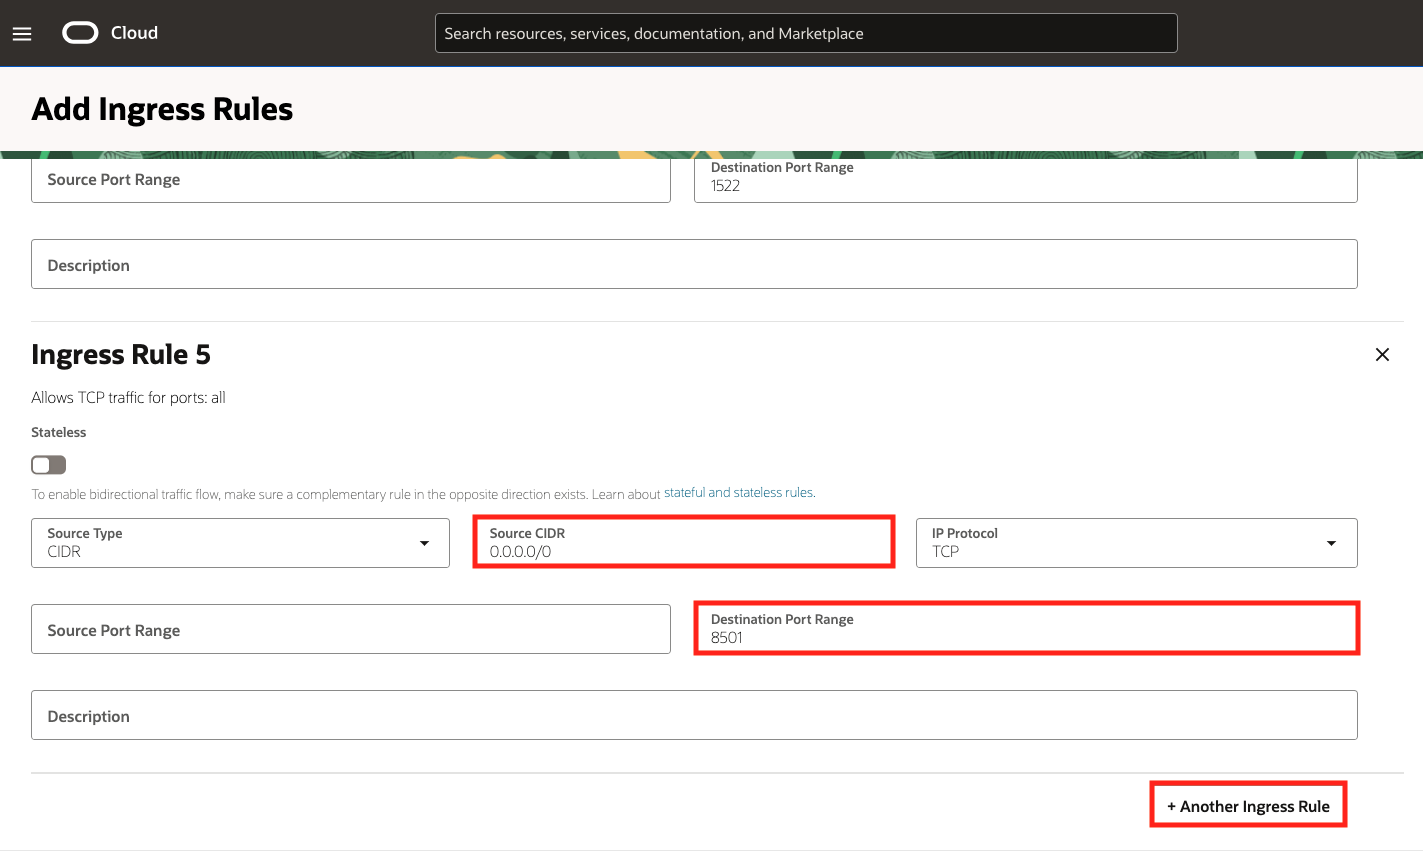 Cloud
Search resources, services, documentation, and Marketplace
Add Ingress Rules
Source Port Range
Destination Port Range
1522
Description
Ingress Rule 5
Allows TCP traffic for ports: all
Stateless
To enable bidirectional traffic flow, make sure a complementary rule in the opposite direction exists. Learn about stateful and stateless rules.
Source Type
CIDR
Source CIDR
0.0.0.0/0
IP Protocol
TCP
Source Port Range
Destination Port Range
8501
Description
+ Another Ingress Rule